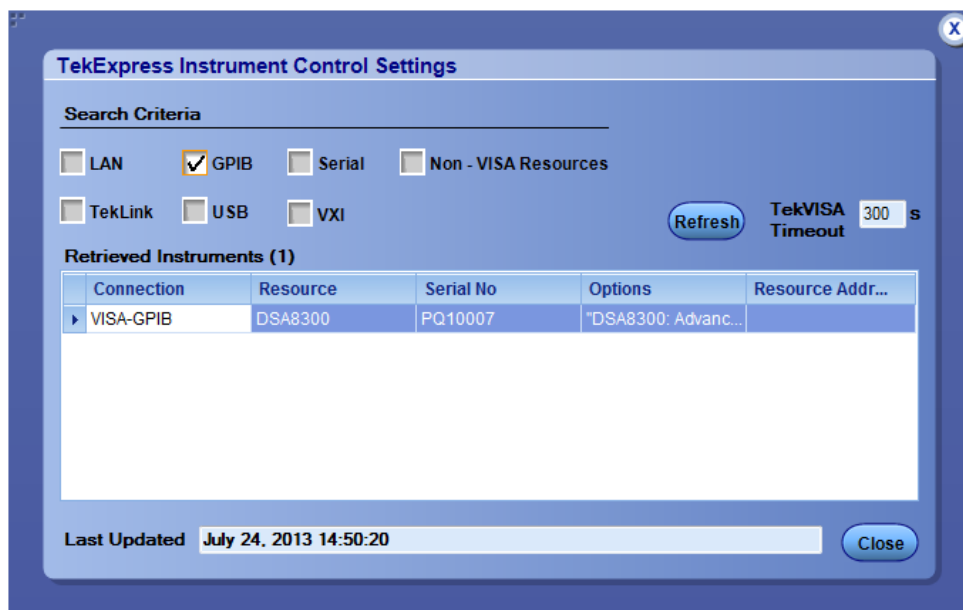 X
TekExpress Instrument Control Settings
Search Criteria
LAN GPIB Serial Non - VISA Resources
TekLink USB VXI
Refresh TekVISA Timeout 300 s
Retrieved Instruments (1)
Connection Resource Serial No Options Resource Addr...
VISA-GPIB DSA8300 PQ10007 "DSA8300: Advanc...
Last Updated July 24, 2013 14:50:20 Close